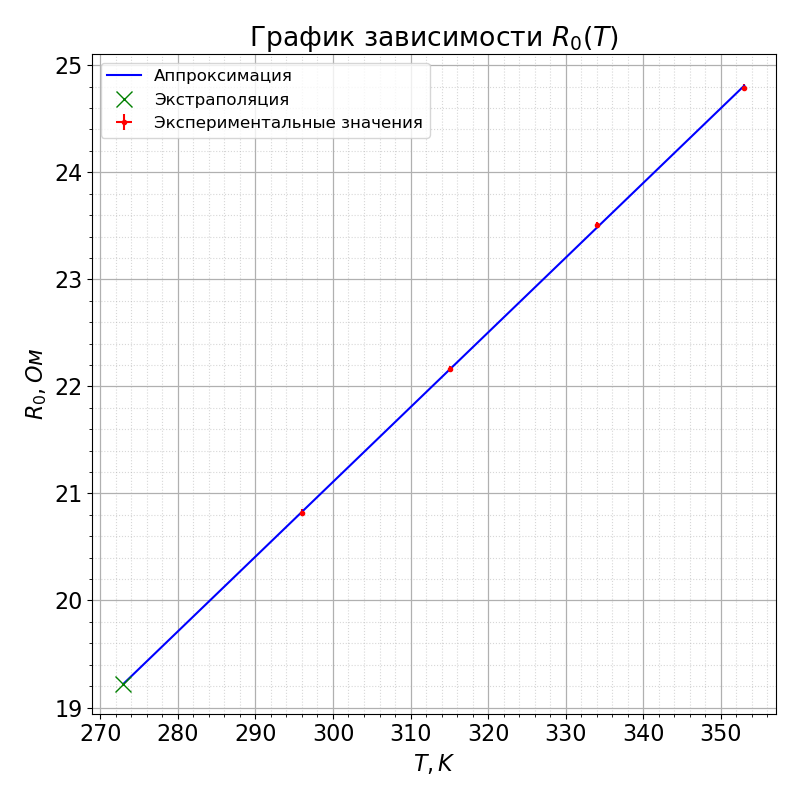 График зависимости $R_0(T)$
Аппроксимация
Экстраполяция
Экспериментальные значения
25
24
23
22
21
20
19
R₀, Ом
270 280 290 300 310 320 330 340 350
T, K